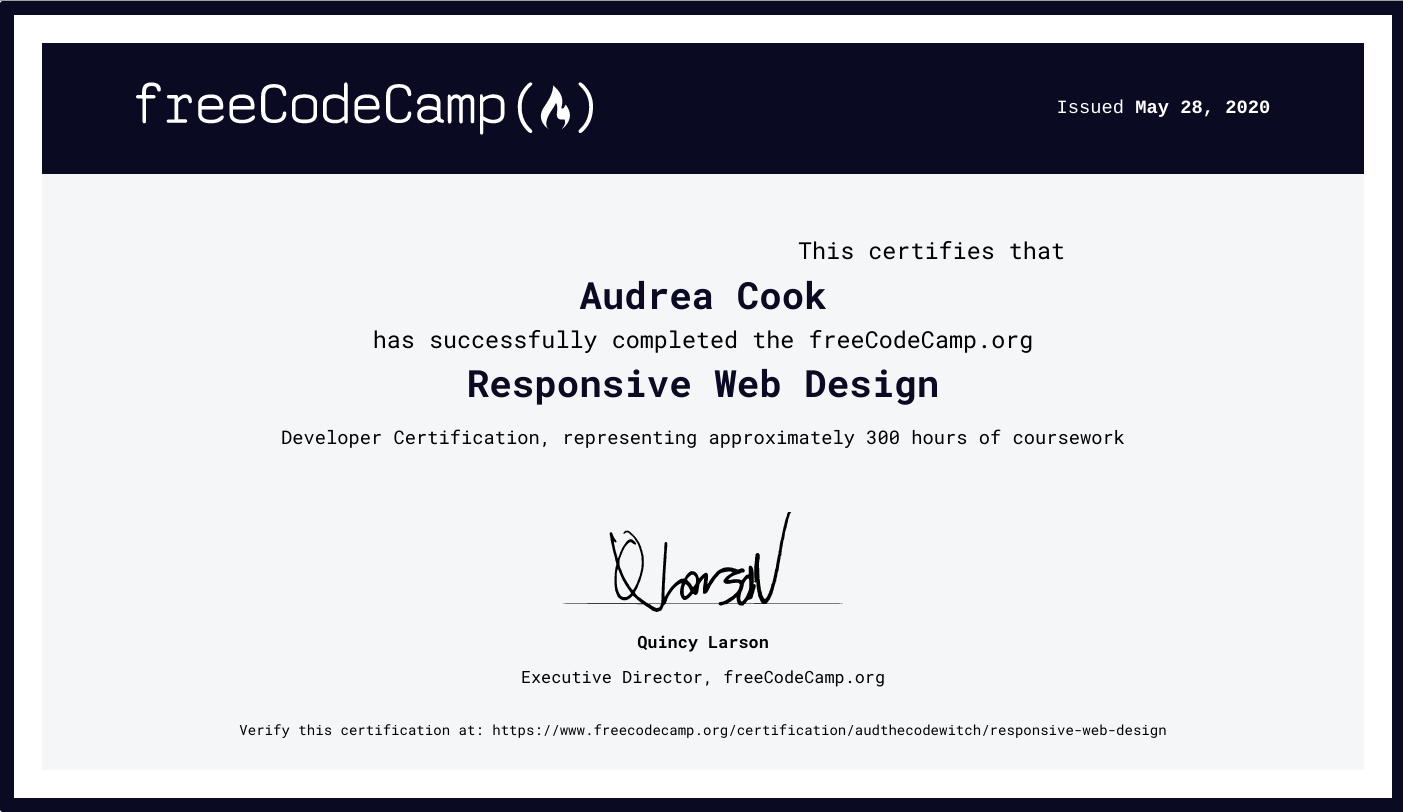 freeCodeCamp(🔥)
Issued May 28, 2020
This certifies that
Audrea Cook
has successfully completed the freeCodeCamp.org
Responsive Web Design
Developer Certification, representing approximately 300 hours of coursework
Q Larson
Quincy Larson
Executive Director, freeCodeCamp.org
Verify this certification at: https://www.freecodecamp.org/certification/audthecodewitch/responsive-web-design